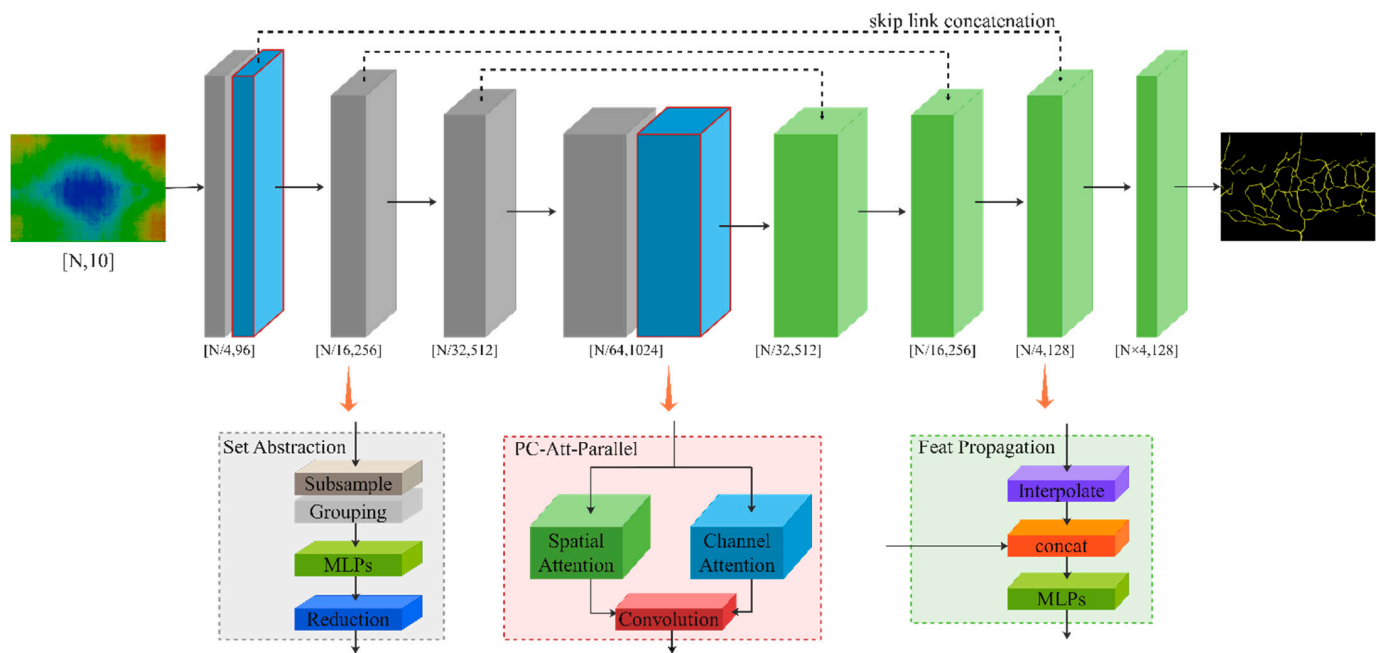 skip link concatenation
[N,10]
[N/4,96]
[N/16,256]
[N/32,512]
[N/64,1024]
[N/32,512]
[N/16,256]
[N/4,128]
[N×4,128]
Set Abstraction
Subsample
Grouping
MLPs
Reduction
PC-Att-Parallel
Spatial
Attention
Channel
Attention
Convolution
Feat Propagation
Interpolate
concat
MLPs